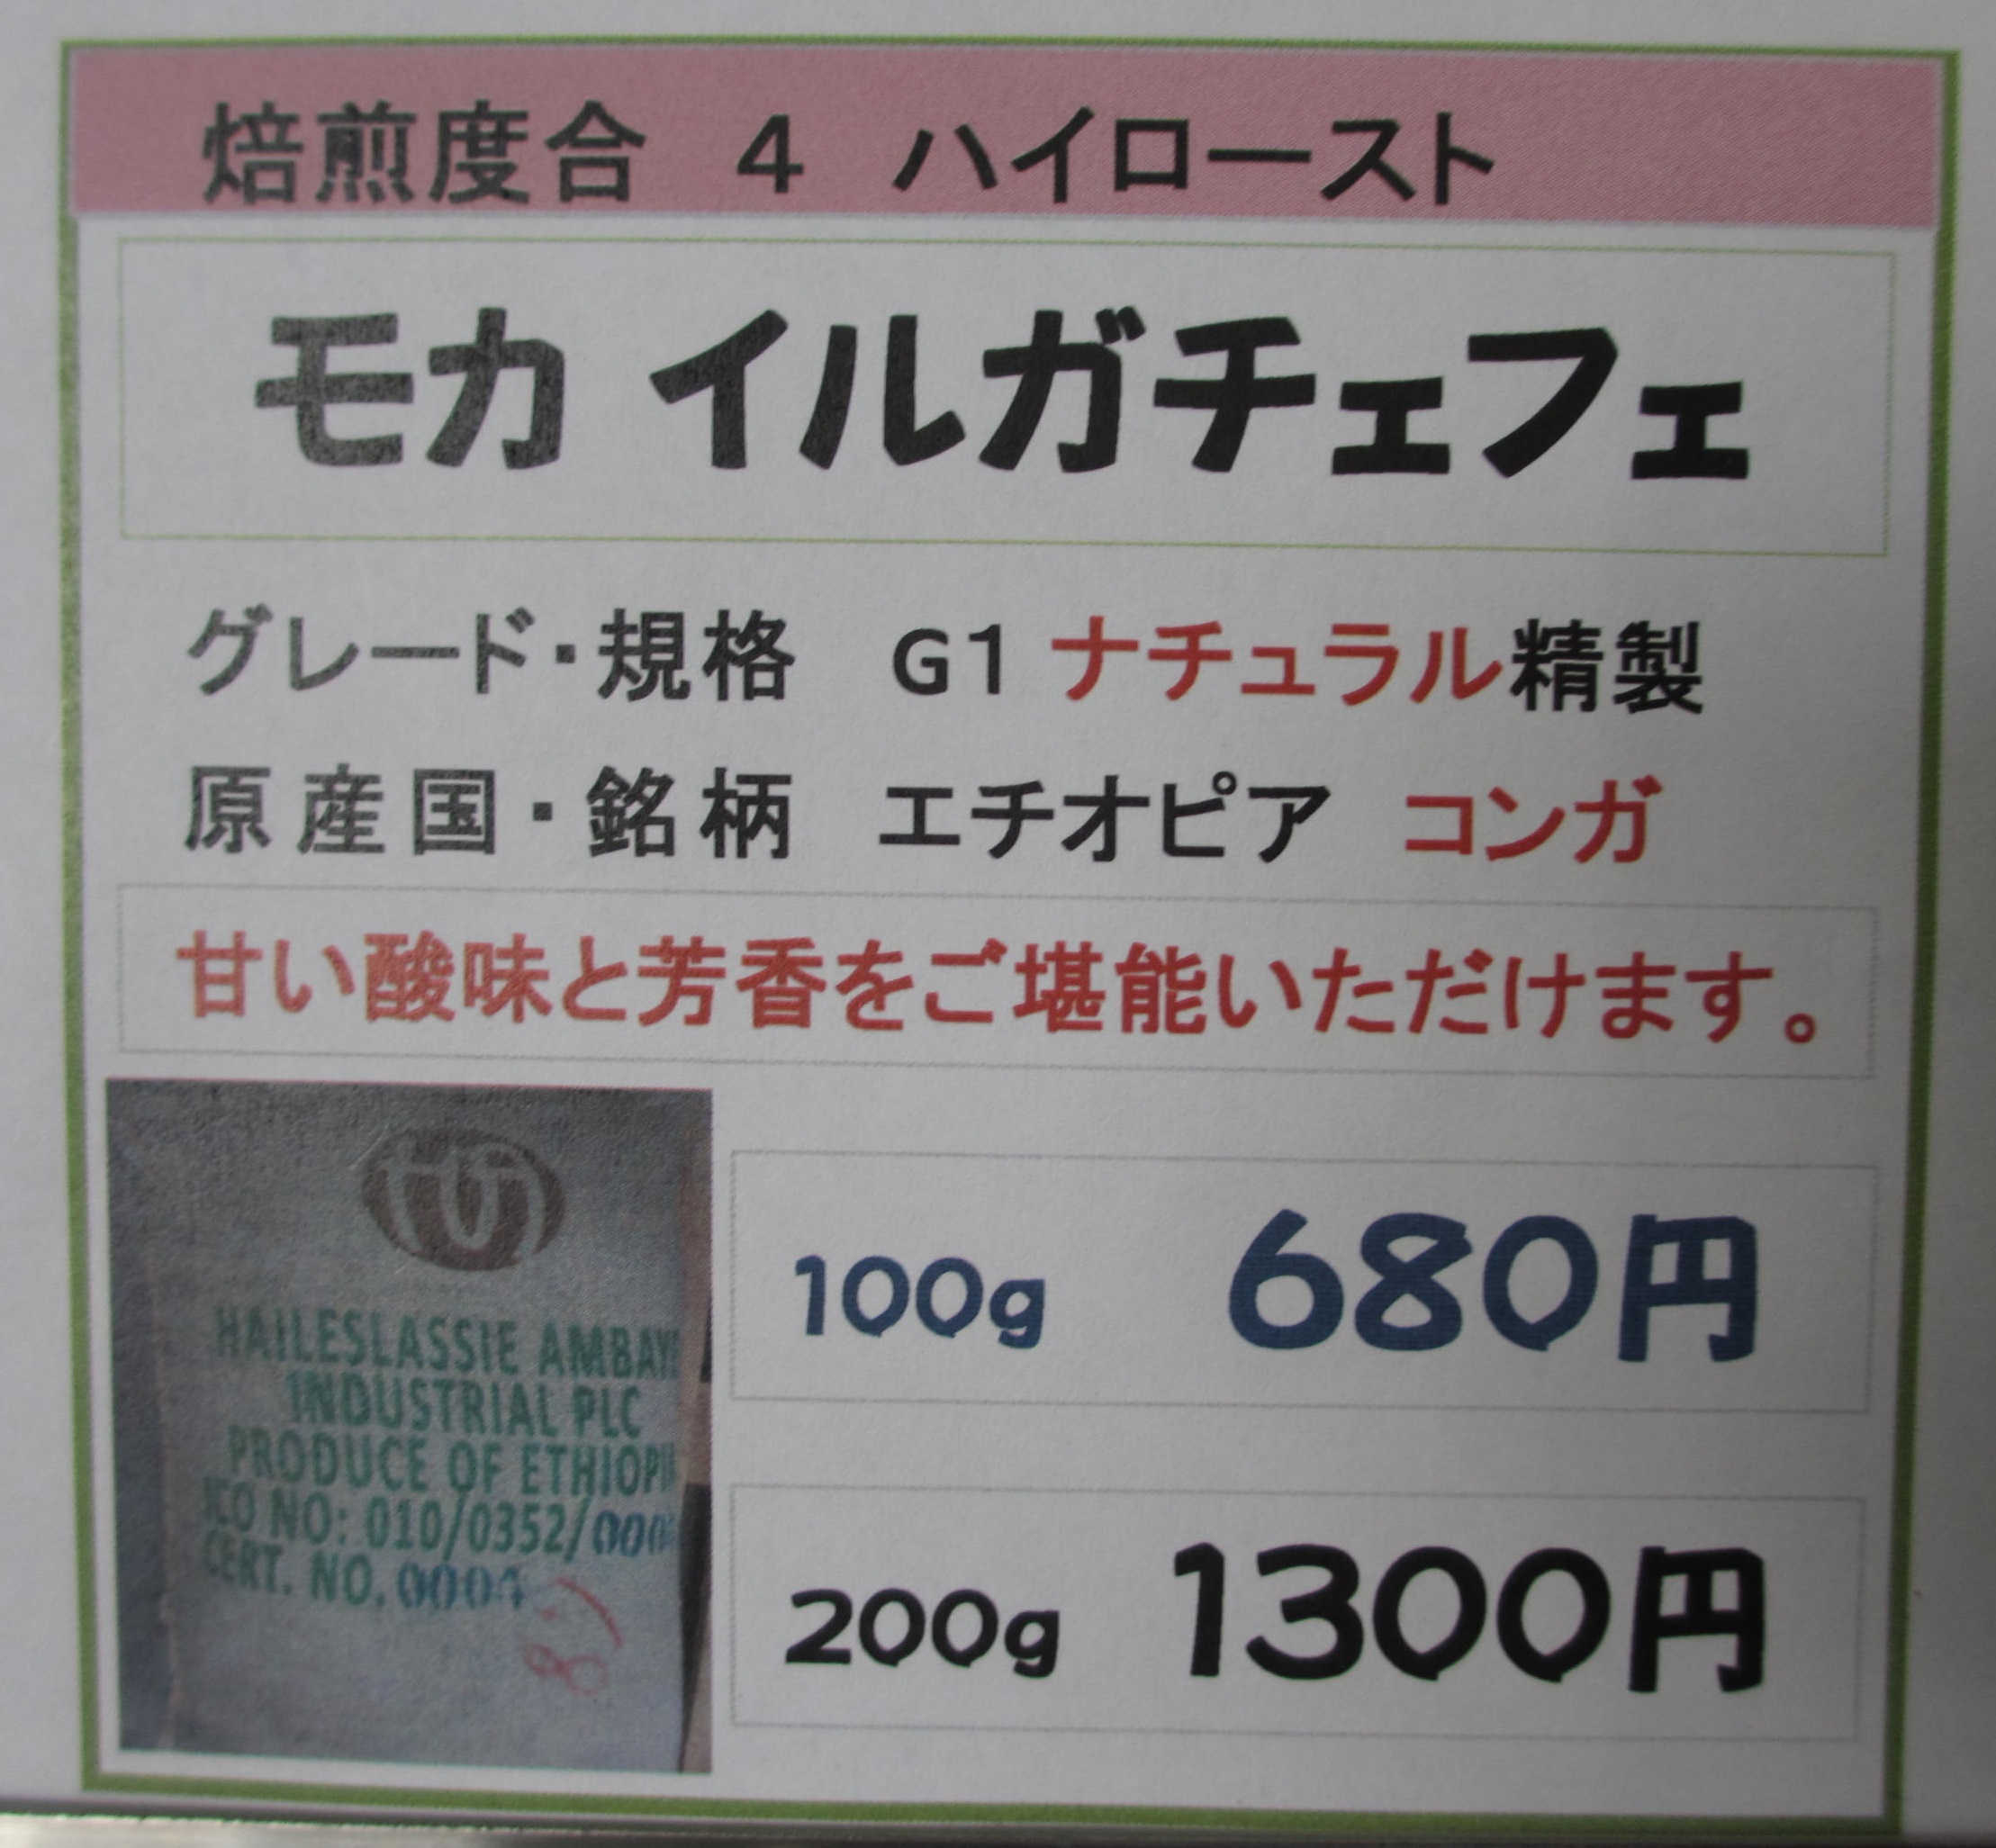 焙煎度合 4 ハイロースト
モカ イルガチェフェ
グレード・規格 G1 ナチュラル精製
原産国・銘柄 エチオピア コンガ
甘い酸味と芳香をご堪能いただけます。
HAILESLASSIE
INDUSTRIAL PLC
PRODUCE OF
ICO NO: 010/0352/
CERT. NO. 0004
100g 680円
200g 1300円